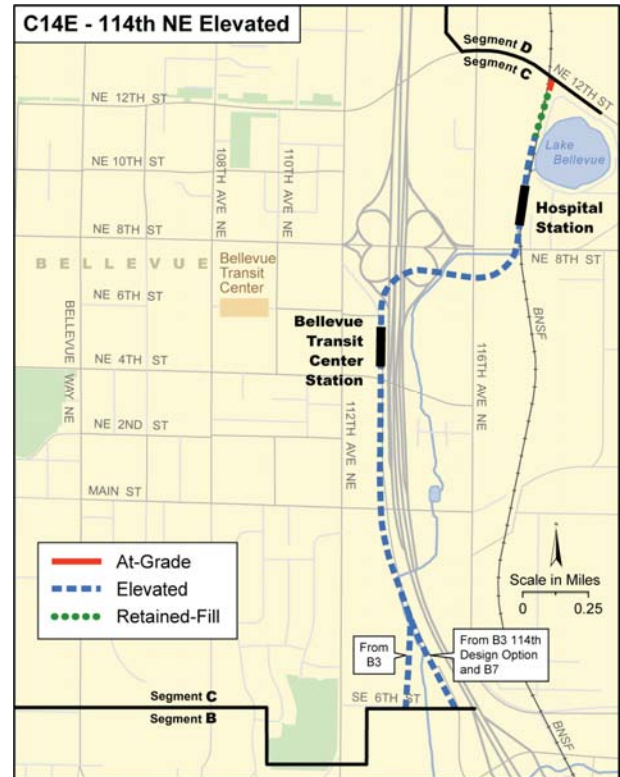 C14E - 114th NE Elevated
Segment D
Segment C
NE 12TH ST
NE 12TH ST
Lake
Bellevue
108TH AVE NE
110TH AVE NE
NE 10TH ST
Hospital
Station
NE 8TH ST
NE 8TH ST
BELLEVUE
Bellevue
Transit
Center
NE 6TH ST
BNSF
Bellevue
Transit
Center
Station
BELLEVUE WAY NE
NE 4TH ST
116TH AVE NE
112TH AVE NE
NE 2ND ST
MAIN ST
At-Grade
Elevated
Retained-Fill
Scale in Miles
0 0.25
From
B3
From B3 114th
Design Option
and B7
Segment C
Segment B
SE 6TH ST
BNSF